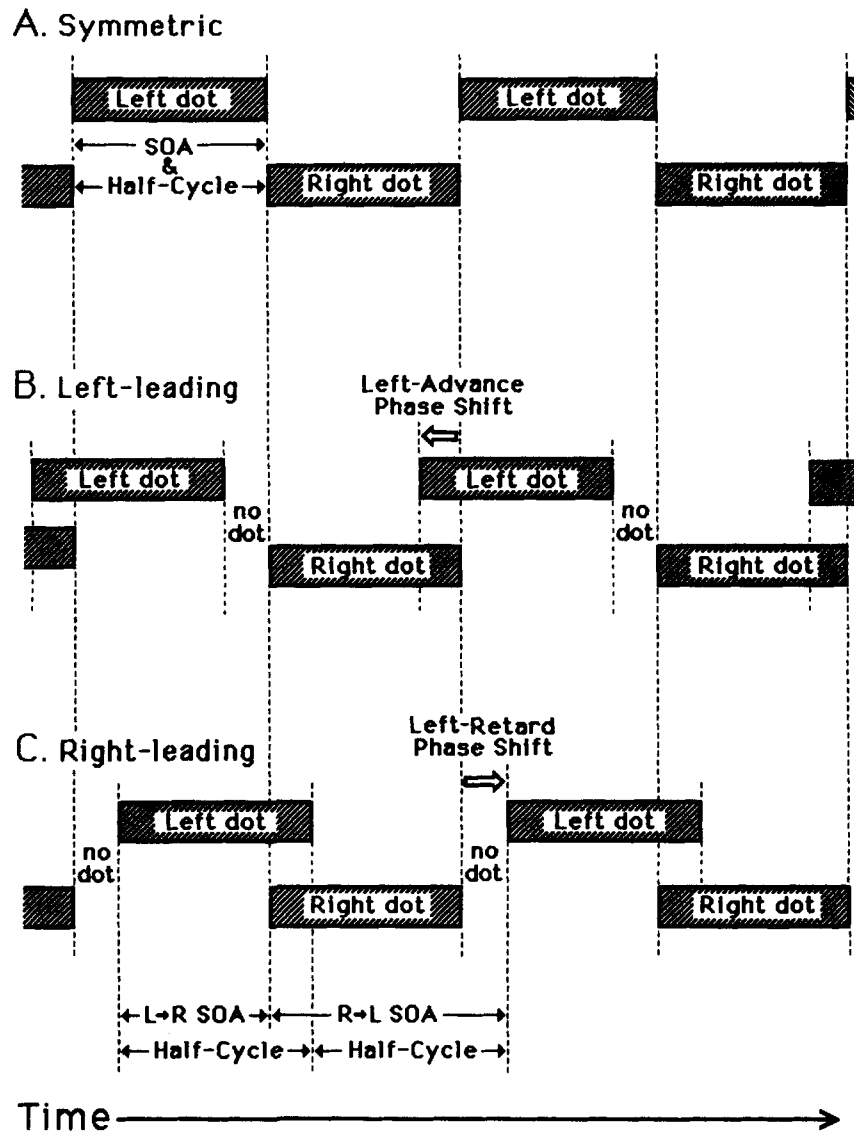 A. Symmetric
Left dot
Left dot
SOA
&
Half-Cycle
Right dot
Right dot
B. Left-leading
Left-Advance
Phase Shift
Left dot
Left dot
no
dot
no
dot
Right dot
Right dot
C. Right-leading
Left-Retard
Phase Shift
Left dot
Left dot
no
dot
no
dot
Right dot
Right dot
L→R SOA
R→L SOA
Half-Cycle
Half-Cycle
Time